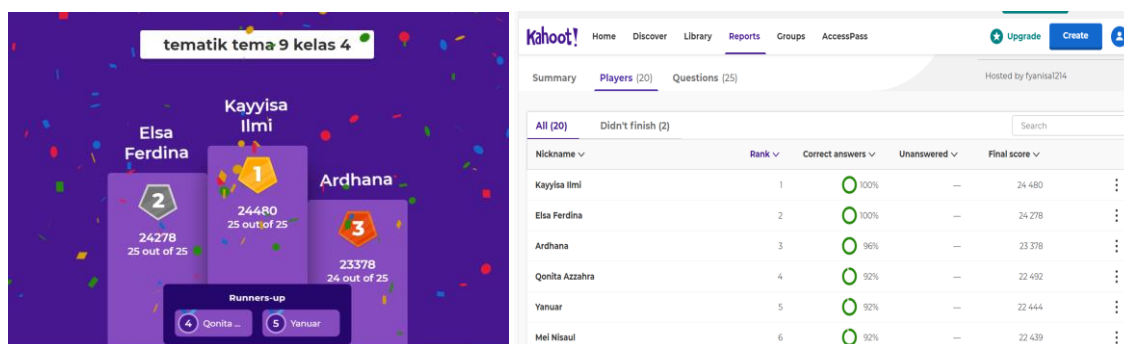 tematik tema 9 kelas 4
Kayyisa
Ilmi
Elsa
Ferdina
Ardhana
1
2
3
24480
25 out of 25
24278
25 out of 25
23378
24 out of 25
Runners-up
4 Qonita ...
5 Yanuar
Kahoot! Home Discover Library Reports Groups AccessPass Upgrade Create
Summary Players (20) Questions (25) Hosted by fyanisa1214
All (20) Didn't finish (2) Search
Nickname Rank Correct answers Unanswered Final score
Kayyisa Ilmi 1 100% — 24 480
Elsa Ferdina 2 100% — 24 278
Ardhana 3 96% — 23 378
Qonita Azzahra 4 92% — 22 492
Yanuar 5 92% — 22 444
Mei Nisaul 6 92% — 22 439